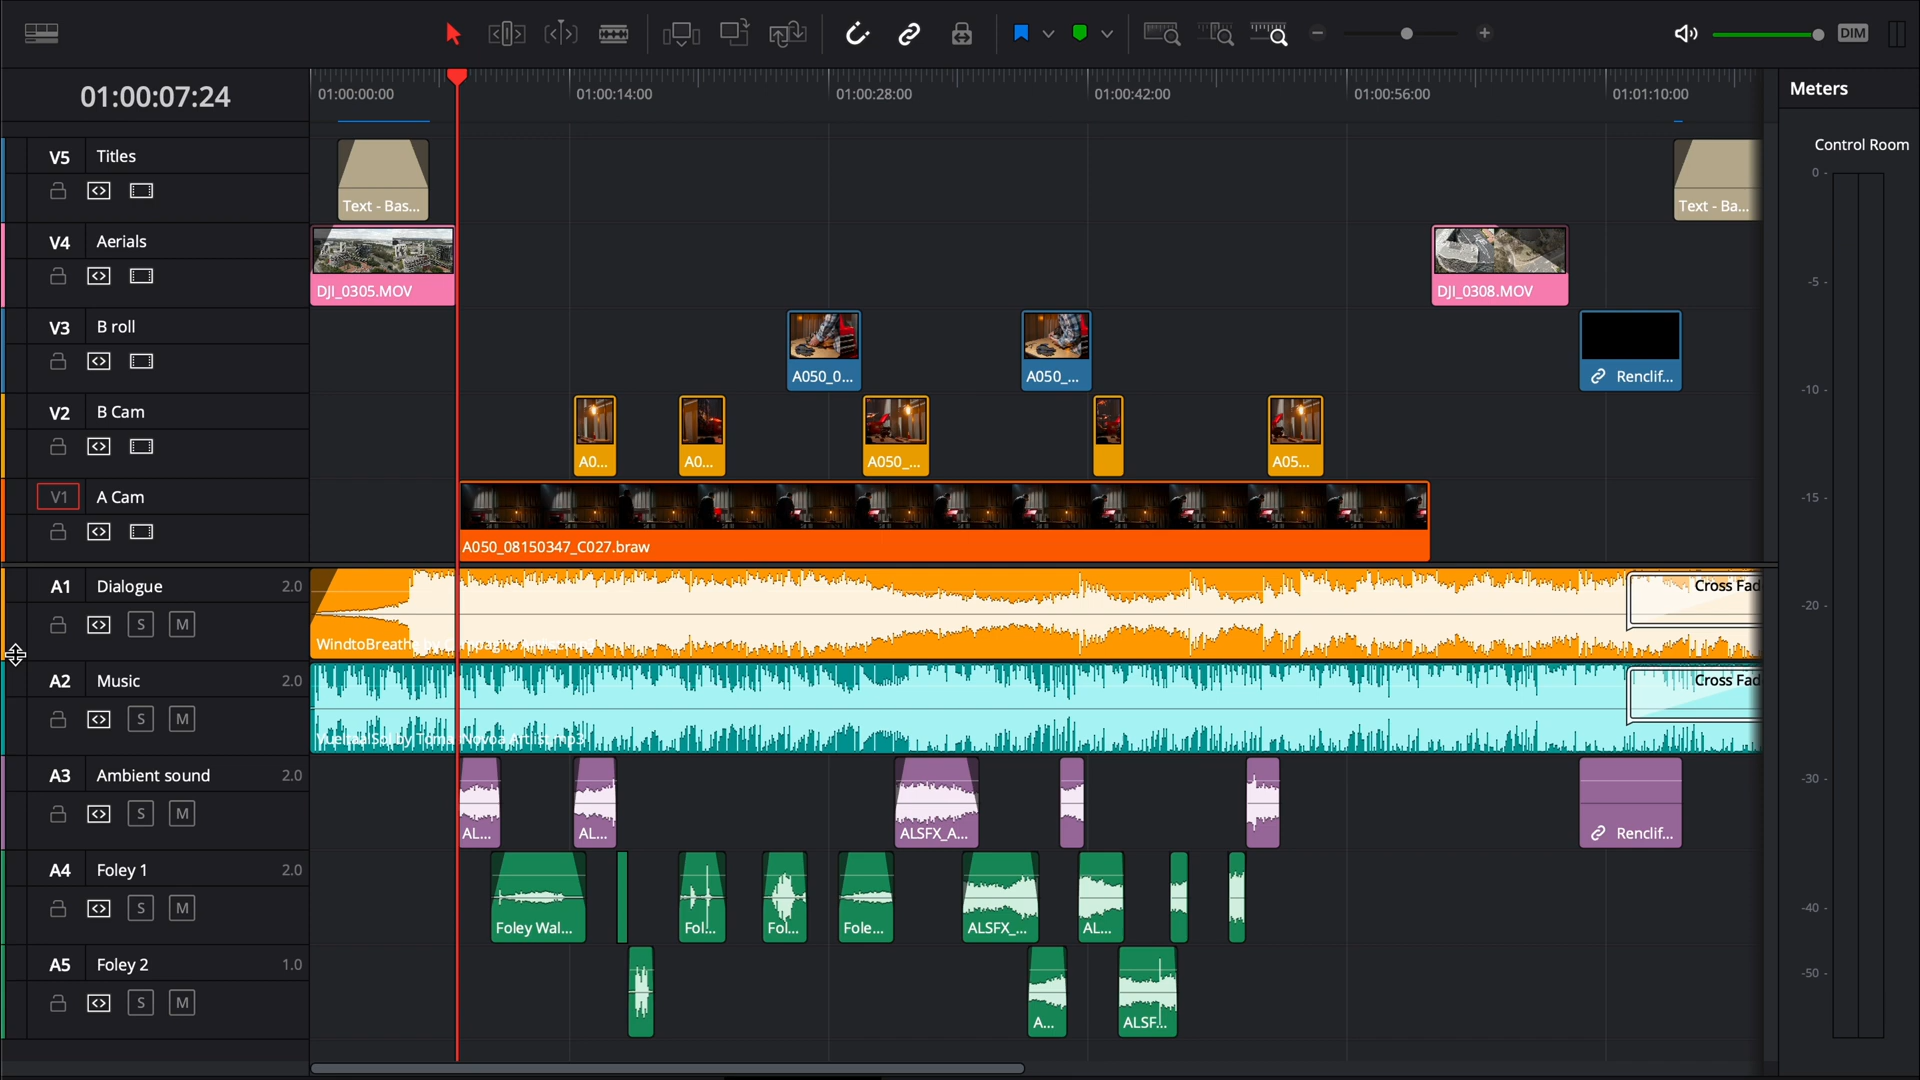 DIM
01:00:07:24
01:00:00:00
01:00:14:00
01:00:28:00
01:00:42:00
01:00:56:00
01:01:10:00
Meters
Control Room
V5 Titles
Text - Bas...
Text - Ba...
V4 Aerials
DJI_0305.MOV
DJI_0308.MOV
V3 B roll
A050_0...
A050_...
Renclif...
V2 B Cam
A0...
A0...
A050_...
A05...
V1 A Cam
A050_08150347_C027.braw
A1 Dialogue 2.0
S M
Cross Fad
A2 Music 2.0
S M
Cross Fad
A3 Ambient sound 2.0
S M
AL...
AL...
ALSFX_A...
Renclif...
A4 Foley 1 2.0
S M
Foley Wal...
Fol...
Fol...
Fole...
ALSFX_...
AL...
A5 Foley 2 1.0
S M
A...
ALSF...
0 -
-5 -
-10 -
-15 -
-20 -
-30 -
-40 -
-50 -